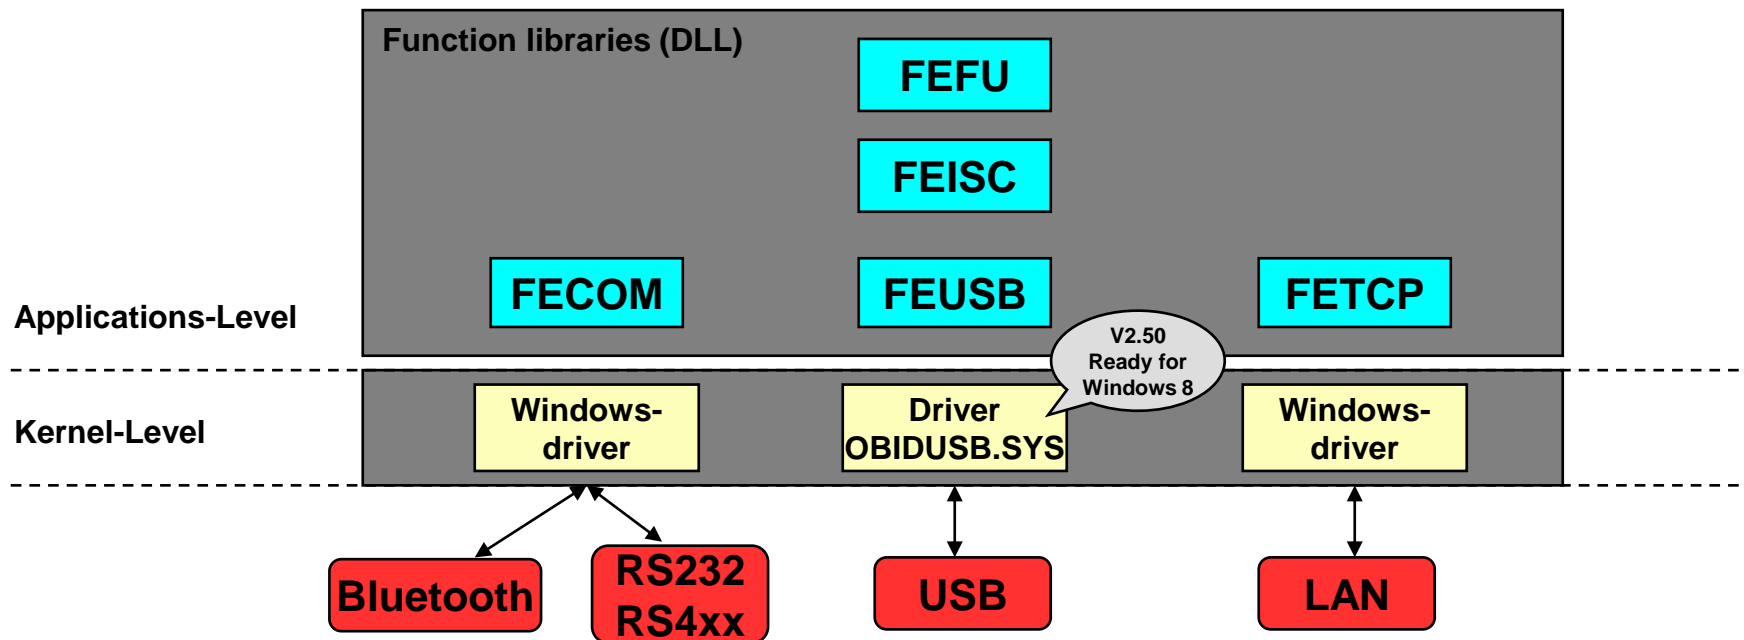 Function libraries (DLL)
FEFU
FEISC
FECOM
FEUSB
FETCP
Applications-Level
V2.50
Ready for
Windows 8
Kernel-Level
Windows-
driver
Driver
OBIDUSB.SYS
Windows-
driver
Bluetooth
RS232
RS4xx
USB
LAN